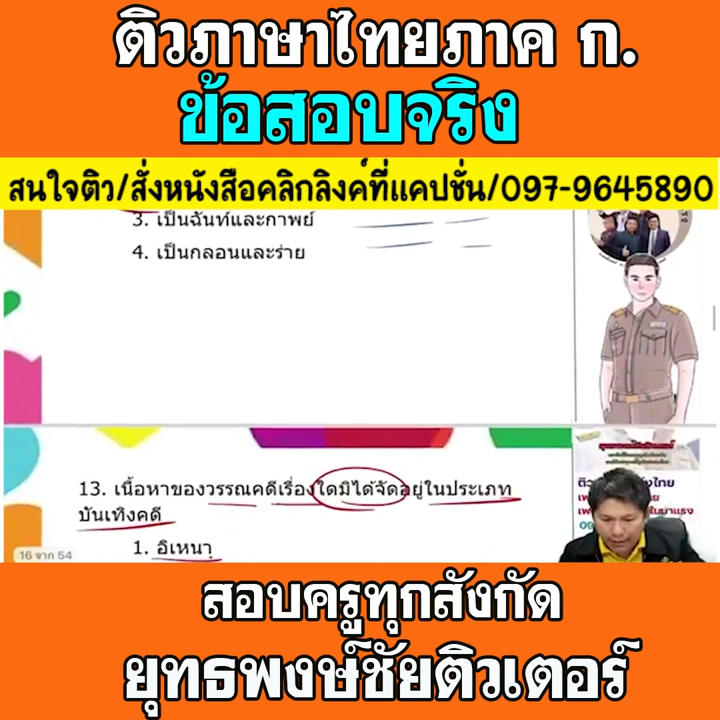 ติวภาษาไทยภาค ก.
ข้อสอบจริง
สนใจติว/สั่งหนังสือคลิกลิงค์ที่แคปชั่น/097-9645890
3. เป็นฉันท์และกาพย์
4. เป็นกลอนและร่าย
13. เนื้อหาของวรรณคดีเรื่องใดมิได้จัดอยู่ในประเภท
บันเทิงคดี
1. อิเหนา
16 จาก 54
สอบครูทุกสังกัด
ยุทธพงษ์ชัยติวเตอร์